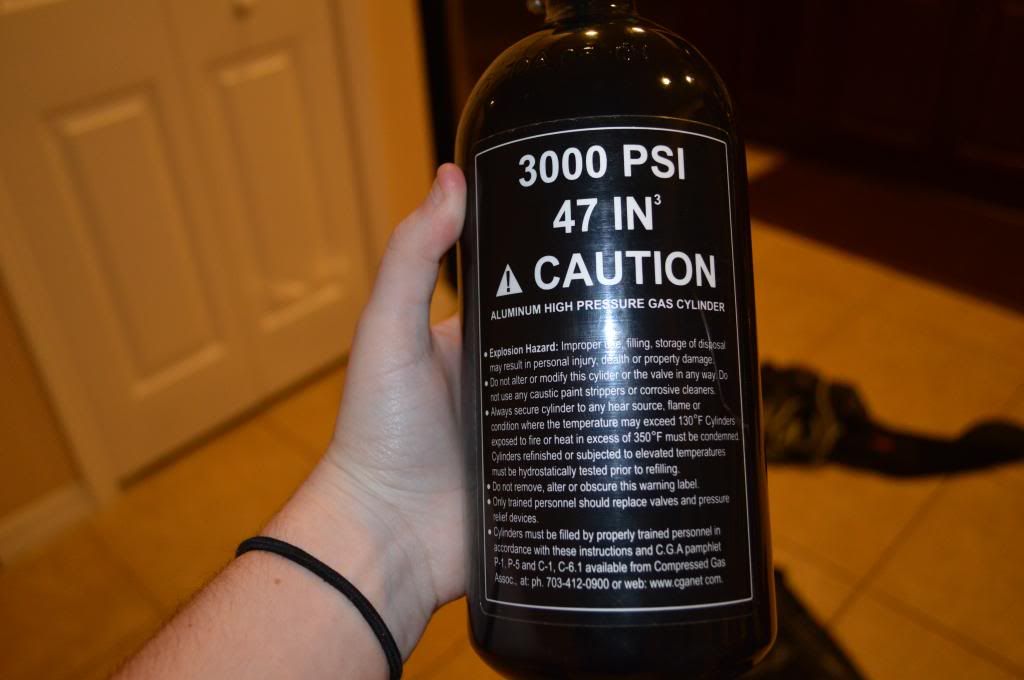 3000 PSI
47 IN³
CAUTION
ALUMINUM HIGH PRESSURE GAS CYLINDER
• Explosion Hazard: Improper use, filling, storage of disposal
may result in personal injury, dealth or property damage.
• Do not alter or modify this cylider or the valve in any way. Do
not use any caustic paint strippers or corrosive cleaners.
• Always secure cylinder to any hear source, flame or
condition where the temperature may exceed 130°F Cylinders
exposed to fire or heat in excess of 350°F must be condemned.
Cylinders refinished or subjected to elevated temperatures
must be hydrostatically tested prior to refilling.
• Do not remove, alter or obscure this warning label.
• Only trained personnel should replace valves and pressure
relief devices.
• Cylinders must be filled by properly trained personnel in
accordance with these instructions and C.G.A pamphlet
P-1, P-5 and C-1, C-6.1 available from Compressed Gas
Assoc., at: ph. 703-412-0900 or web: www.cganet.com.